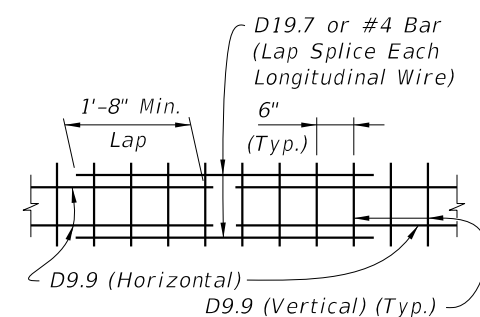 D19.7 or #4 Bar
(Lap Splice Each
Longitudinal Wire)
1'-8" Min.
Lap
6"
(Typ.)
D9.9 (Horizontal)
D9.9 (Vertical) (Typ.)